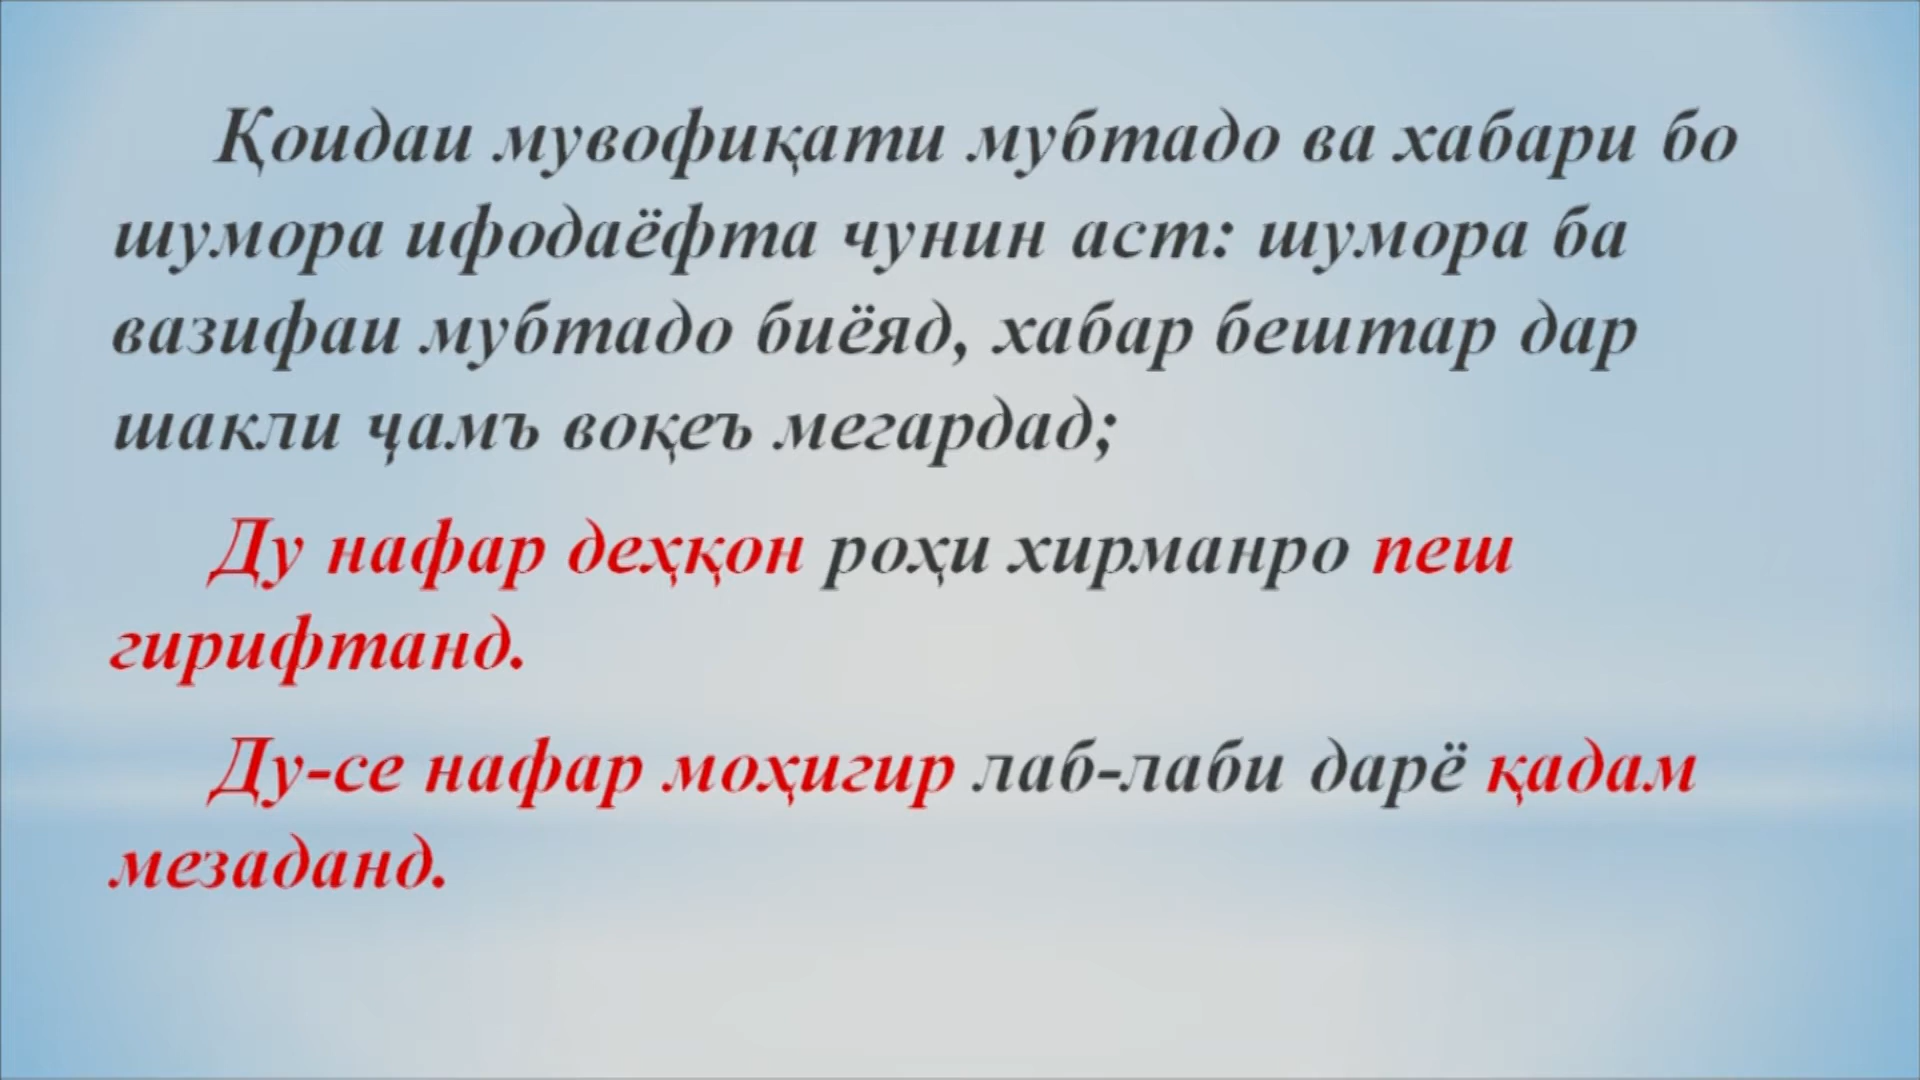 Қоидаи мувофиқати мубтадо ва хабари бо
шумора ифодаёфта чунин аст: шумора ба
вазифаи мубтадо биёяд, хабар бештар дар
шакли ҷамъ воқеъ мегардад;
Ду нафар деҳқон роҳи хирманро пеш
гирифтанд.
Ду-се нафар моҳигир лаб-лаби дарё қадам
мезаданд.